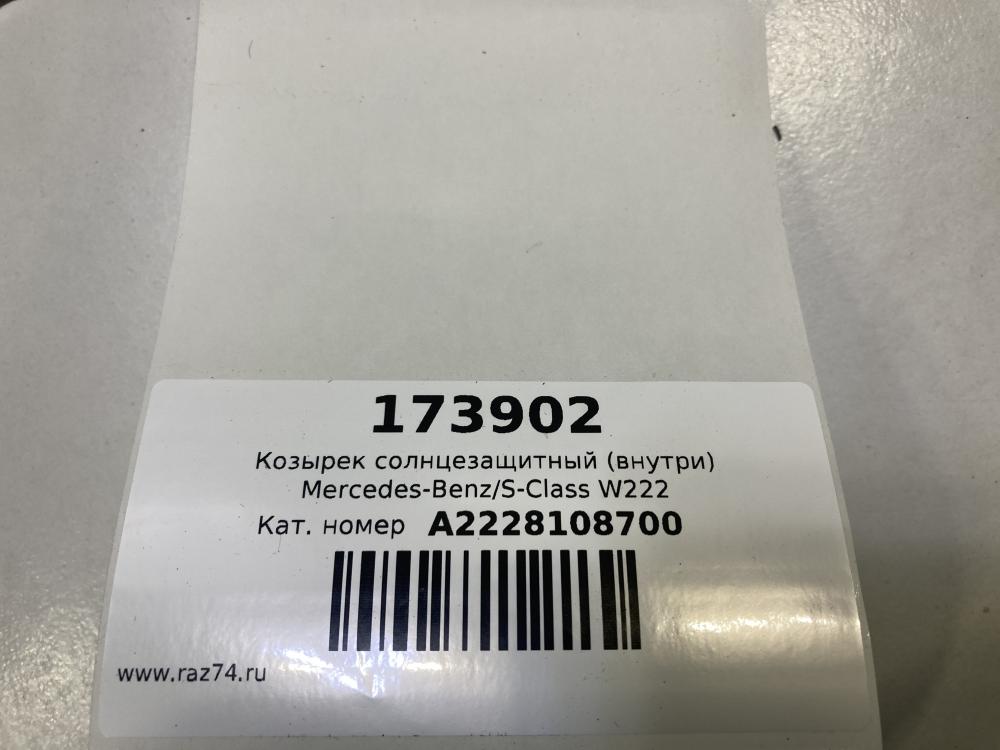 173902
Козырек солнцезащитный (внутри)
Mercedes-Benz/S-Class W222
Кат. номер A2228108700
www.raz74.ru